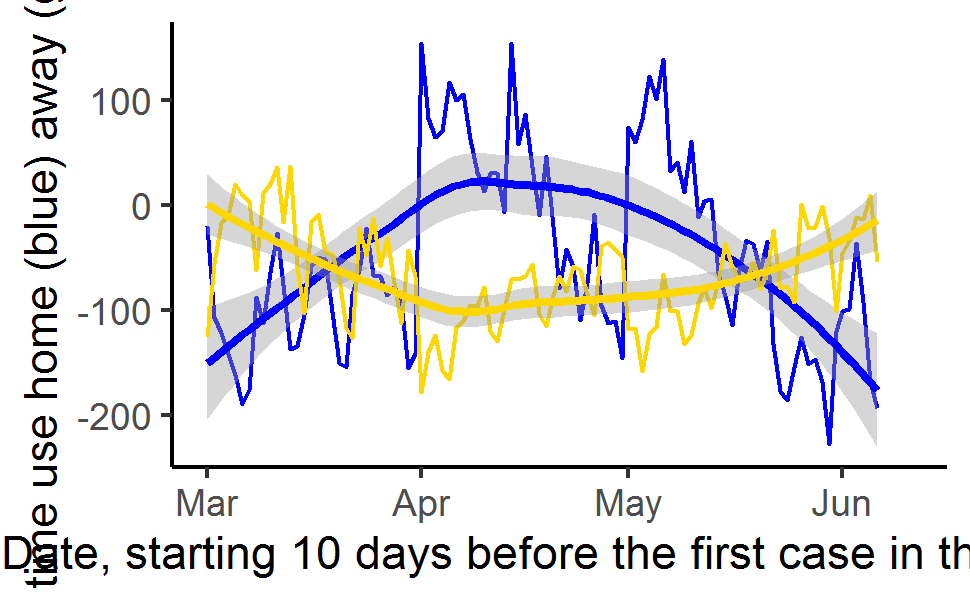 time use home (blue) away (
100
0
-100
-200
Mar Apr May Jun
Date, starting 10 days before the first case in th